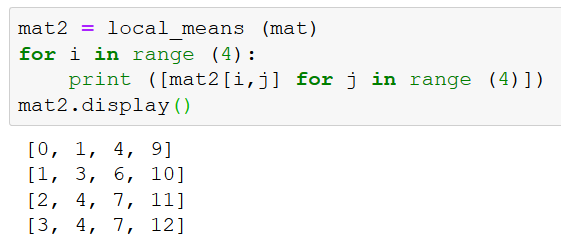 mat2 = local_means (mat)
for i in range (4):
    print ([mat2[i,j] for j in range (4)])
mat2.display()
[0, 1, 4, 9]
[1, 3, 6, 10]
[2, 4, 7, 11]
[3, 4, 7, 12]